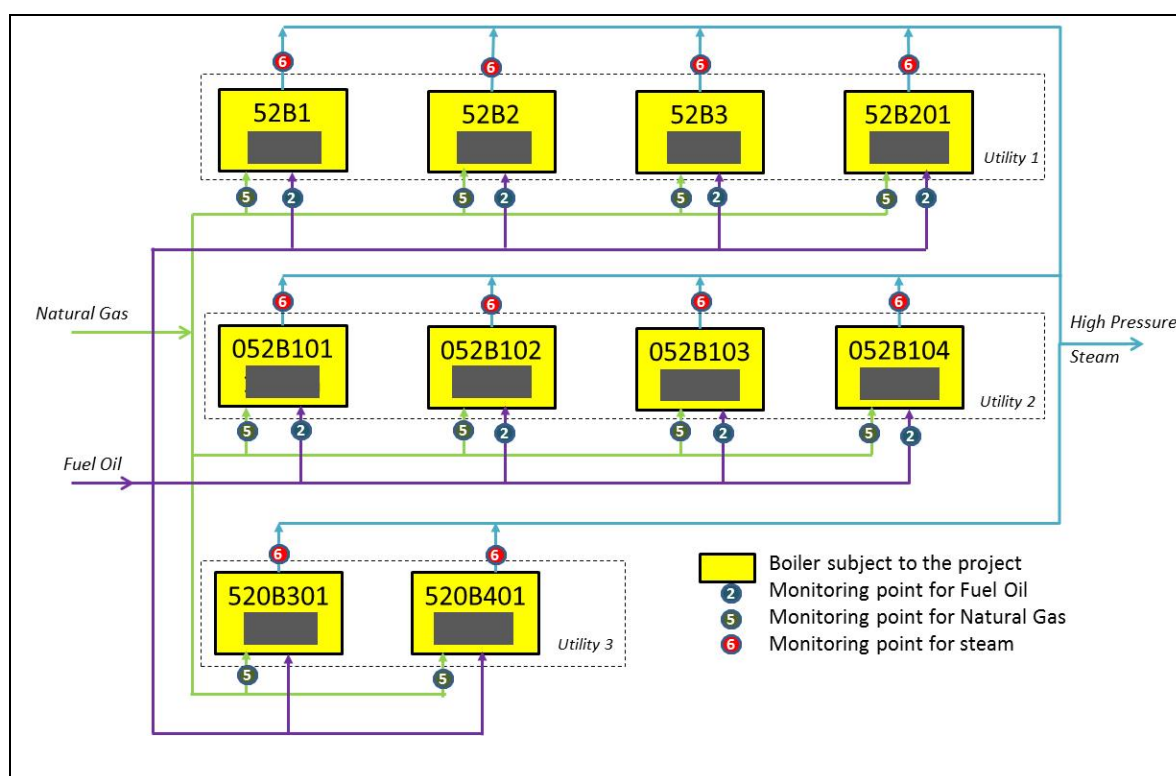 6 6 6 6
52B1 52B2 52B3 52B201
Utility 1
5 2 5 2 5 2 5 2
6 6 6 6
Natural Gas
052B101 052B102 052B103 052B104
High Pressure
Steam
Utility 2
5 2 5 2 5 2 5 2
Fuel Oil
6 6
520B301 520B401
Utility 3
5 5
Boiler subject to the project
2 Monitoring point for Fuel Oil
5 Monitoring point for Natural Gas
6 Monitoring point for steam